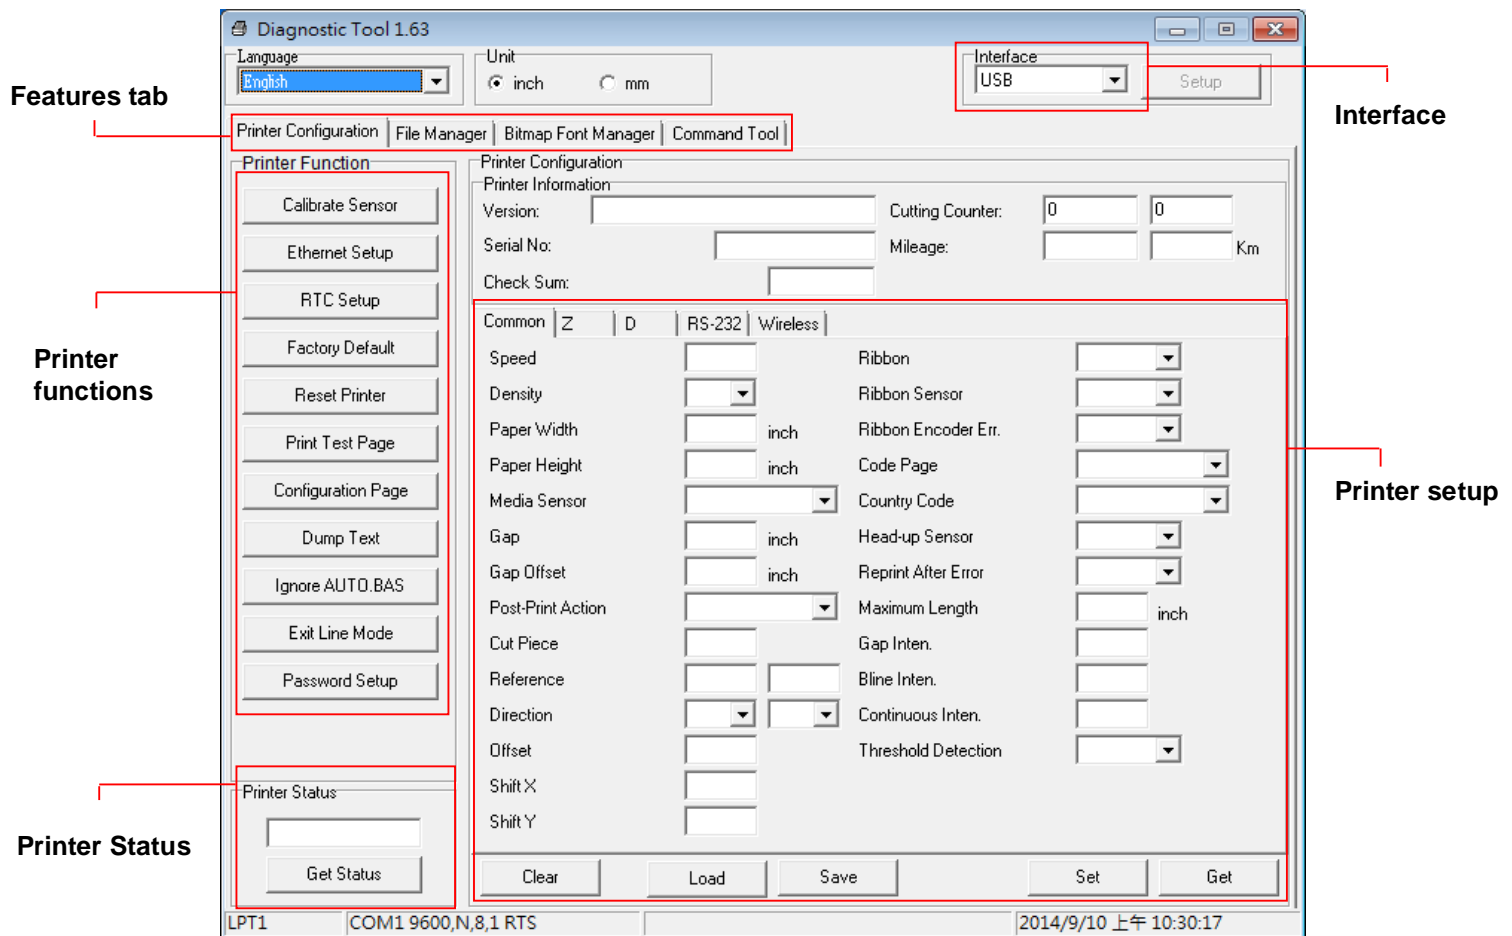 Diagnostic Tool 1.63
Language
English
Unit
inch
mm
Interface
USB
Setup
Features tab
Interface
Printer Configuration
File Manager
Bitmap Font Manager
Command Tool
Printer Function
Calibrate Sensor
Ethernet Setup
RTC Setup
Factory Default
Reset Printer
Print Test Page
Configuration Page
Dump Text
Ignore AUTO.BAS
Exit Line Mode
Password Setup
Printer functions
Printer Configuration
Printer Information
Version:
Cutting Counter: 0 0
Serial No:
Mileage: Km
Check Sum:
Common
Z
D
RS-232
Wireless
Speed
Ribbon
Density
Ribbon Sensor
Paper Width inch
Ribbon Encoder Err.
Paper Height inch
Code Page
Media Sensor
Country Code
Gap inch
Head-up Sensor
Gap Offset inch
Reprint After Error
Post-Print Action
Maximum Length inch
Cut Piece
Gap Inten.
Reference
Bline Inten.
Direction
Continuous Inten.
Offset
Threshold Detection
Shift X
Shift Y
Printer setup
Printer Status
Get Status
Printer Status
Clear
Load
Save
Set
Get
LPT1
COM1 9600,N,8,1 RTS
2014/9/10 上午 10:30:17